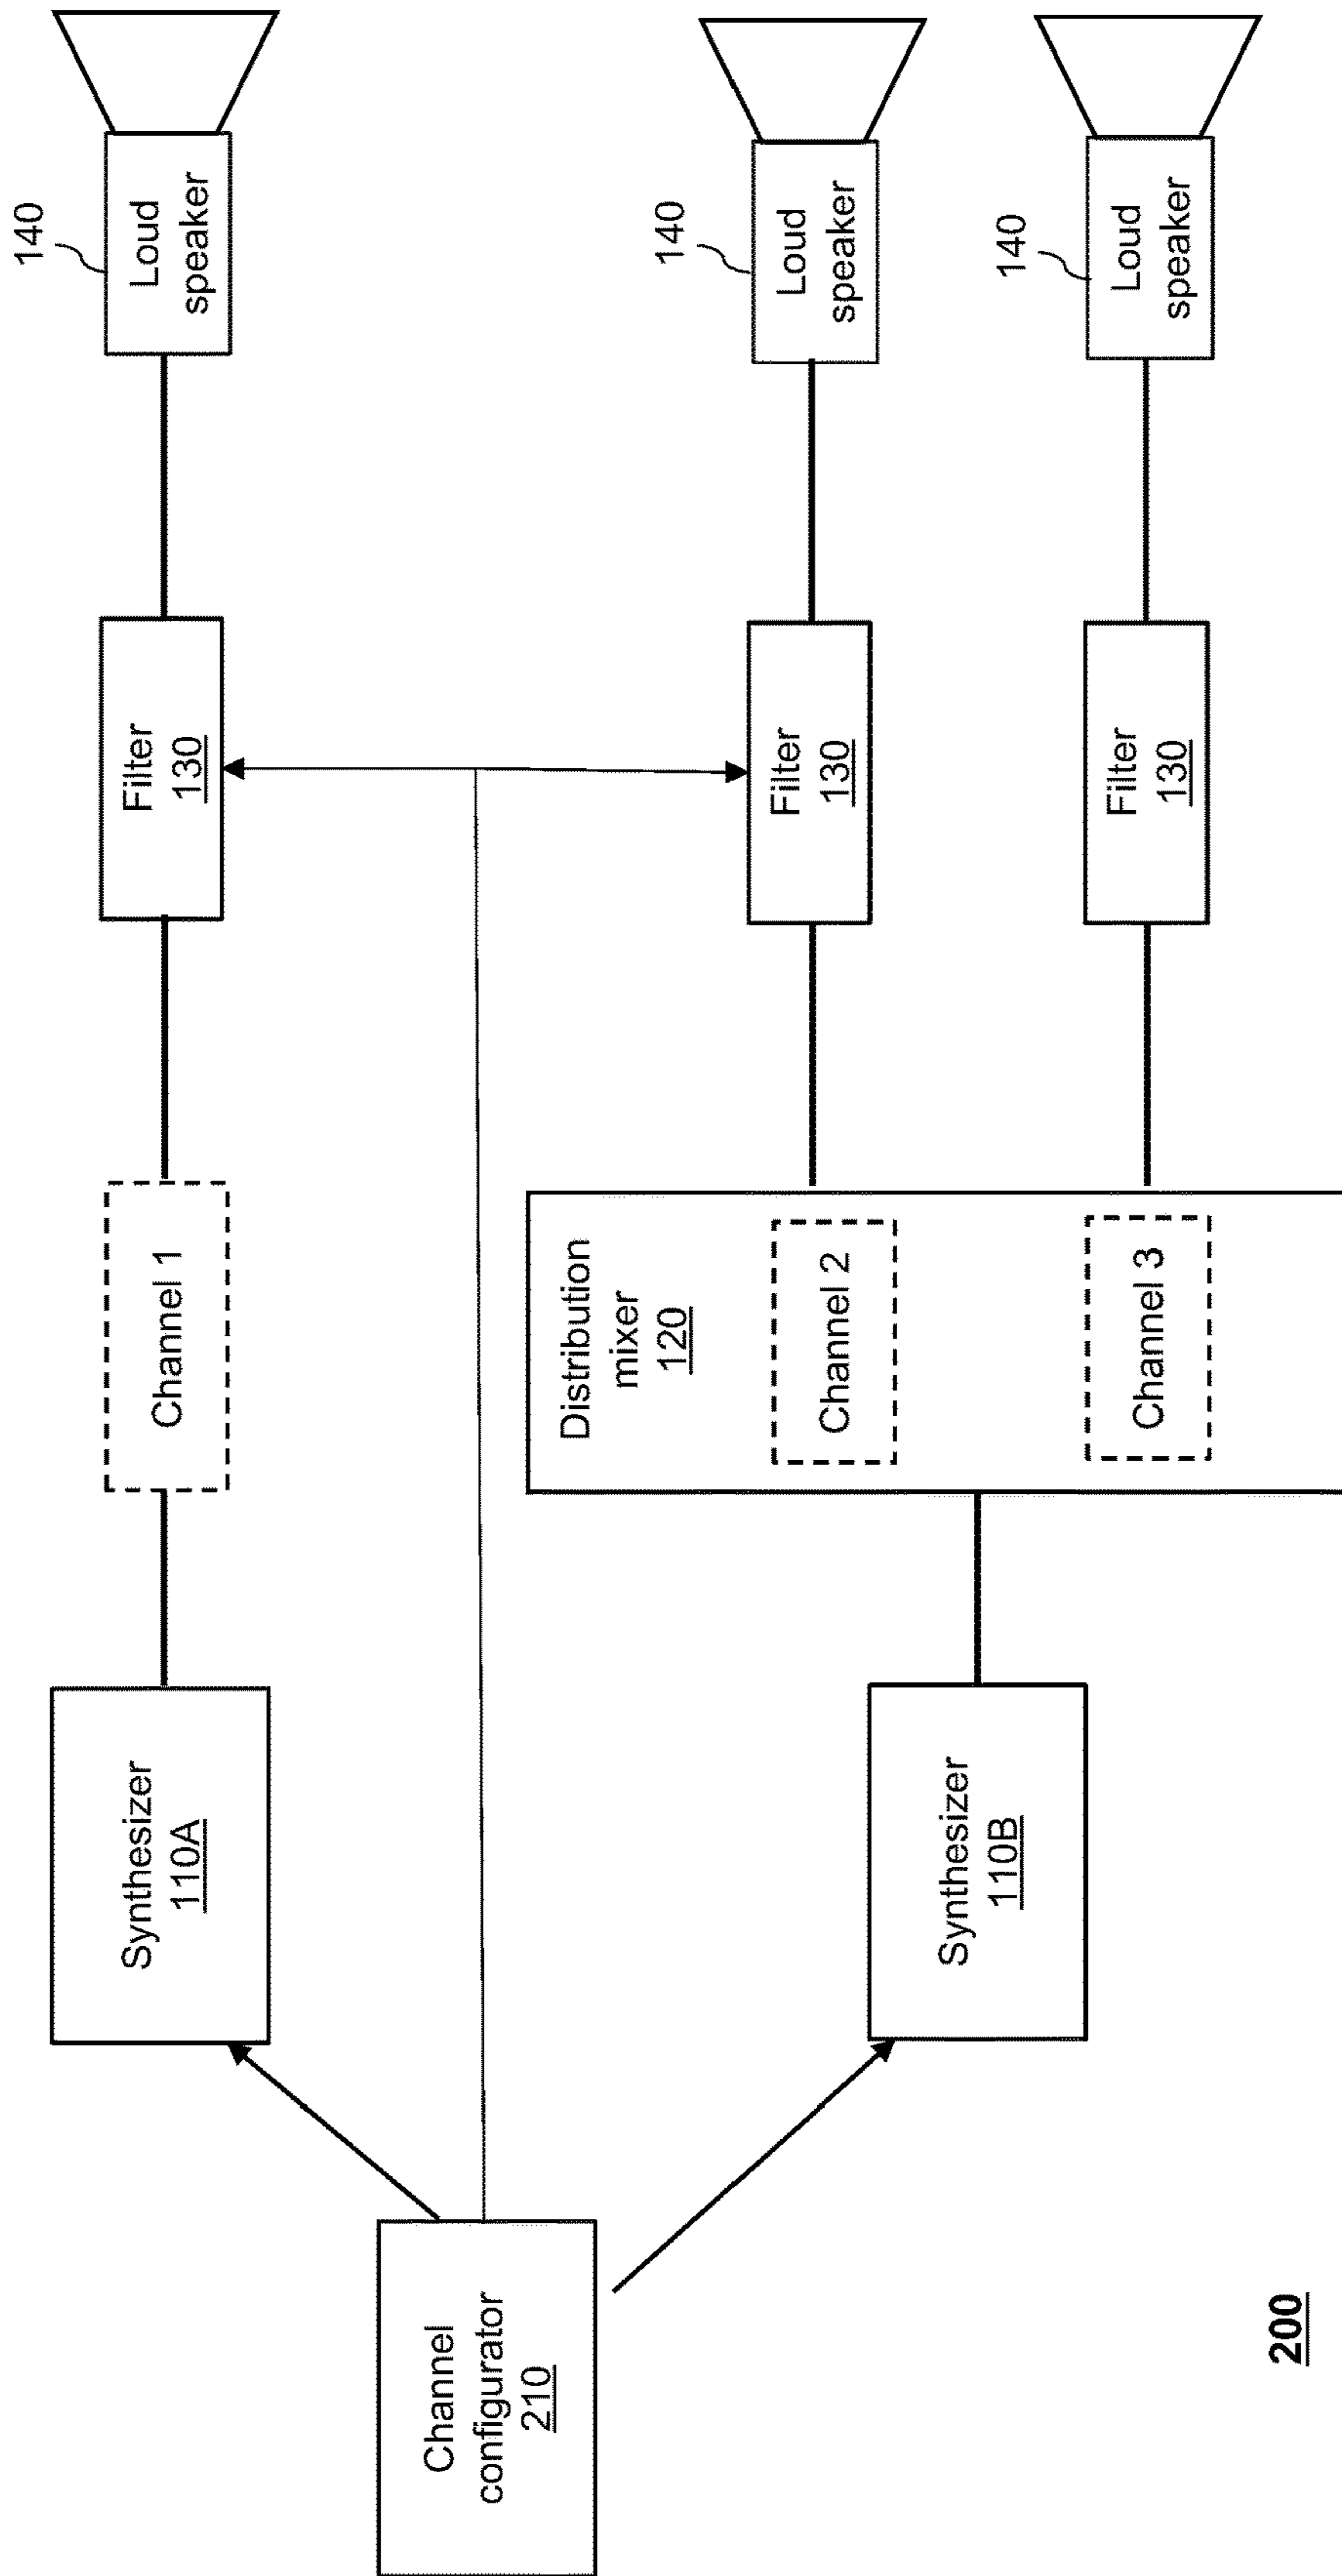 Channel
configurator
210
Synthesizer
110A
Channel 1
Filter
130
Loud
speaker
140
Synthesizer
110B
Distribution
mixer
120
Channel 2
Filter
130
Loud
speaker
140
Channel 3
Filter
130
Loud
speaker
140
200